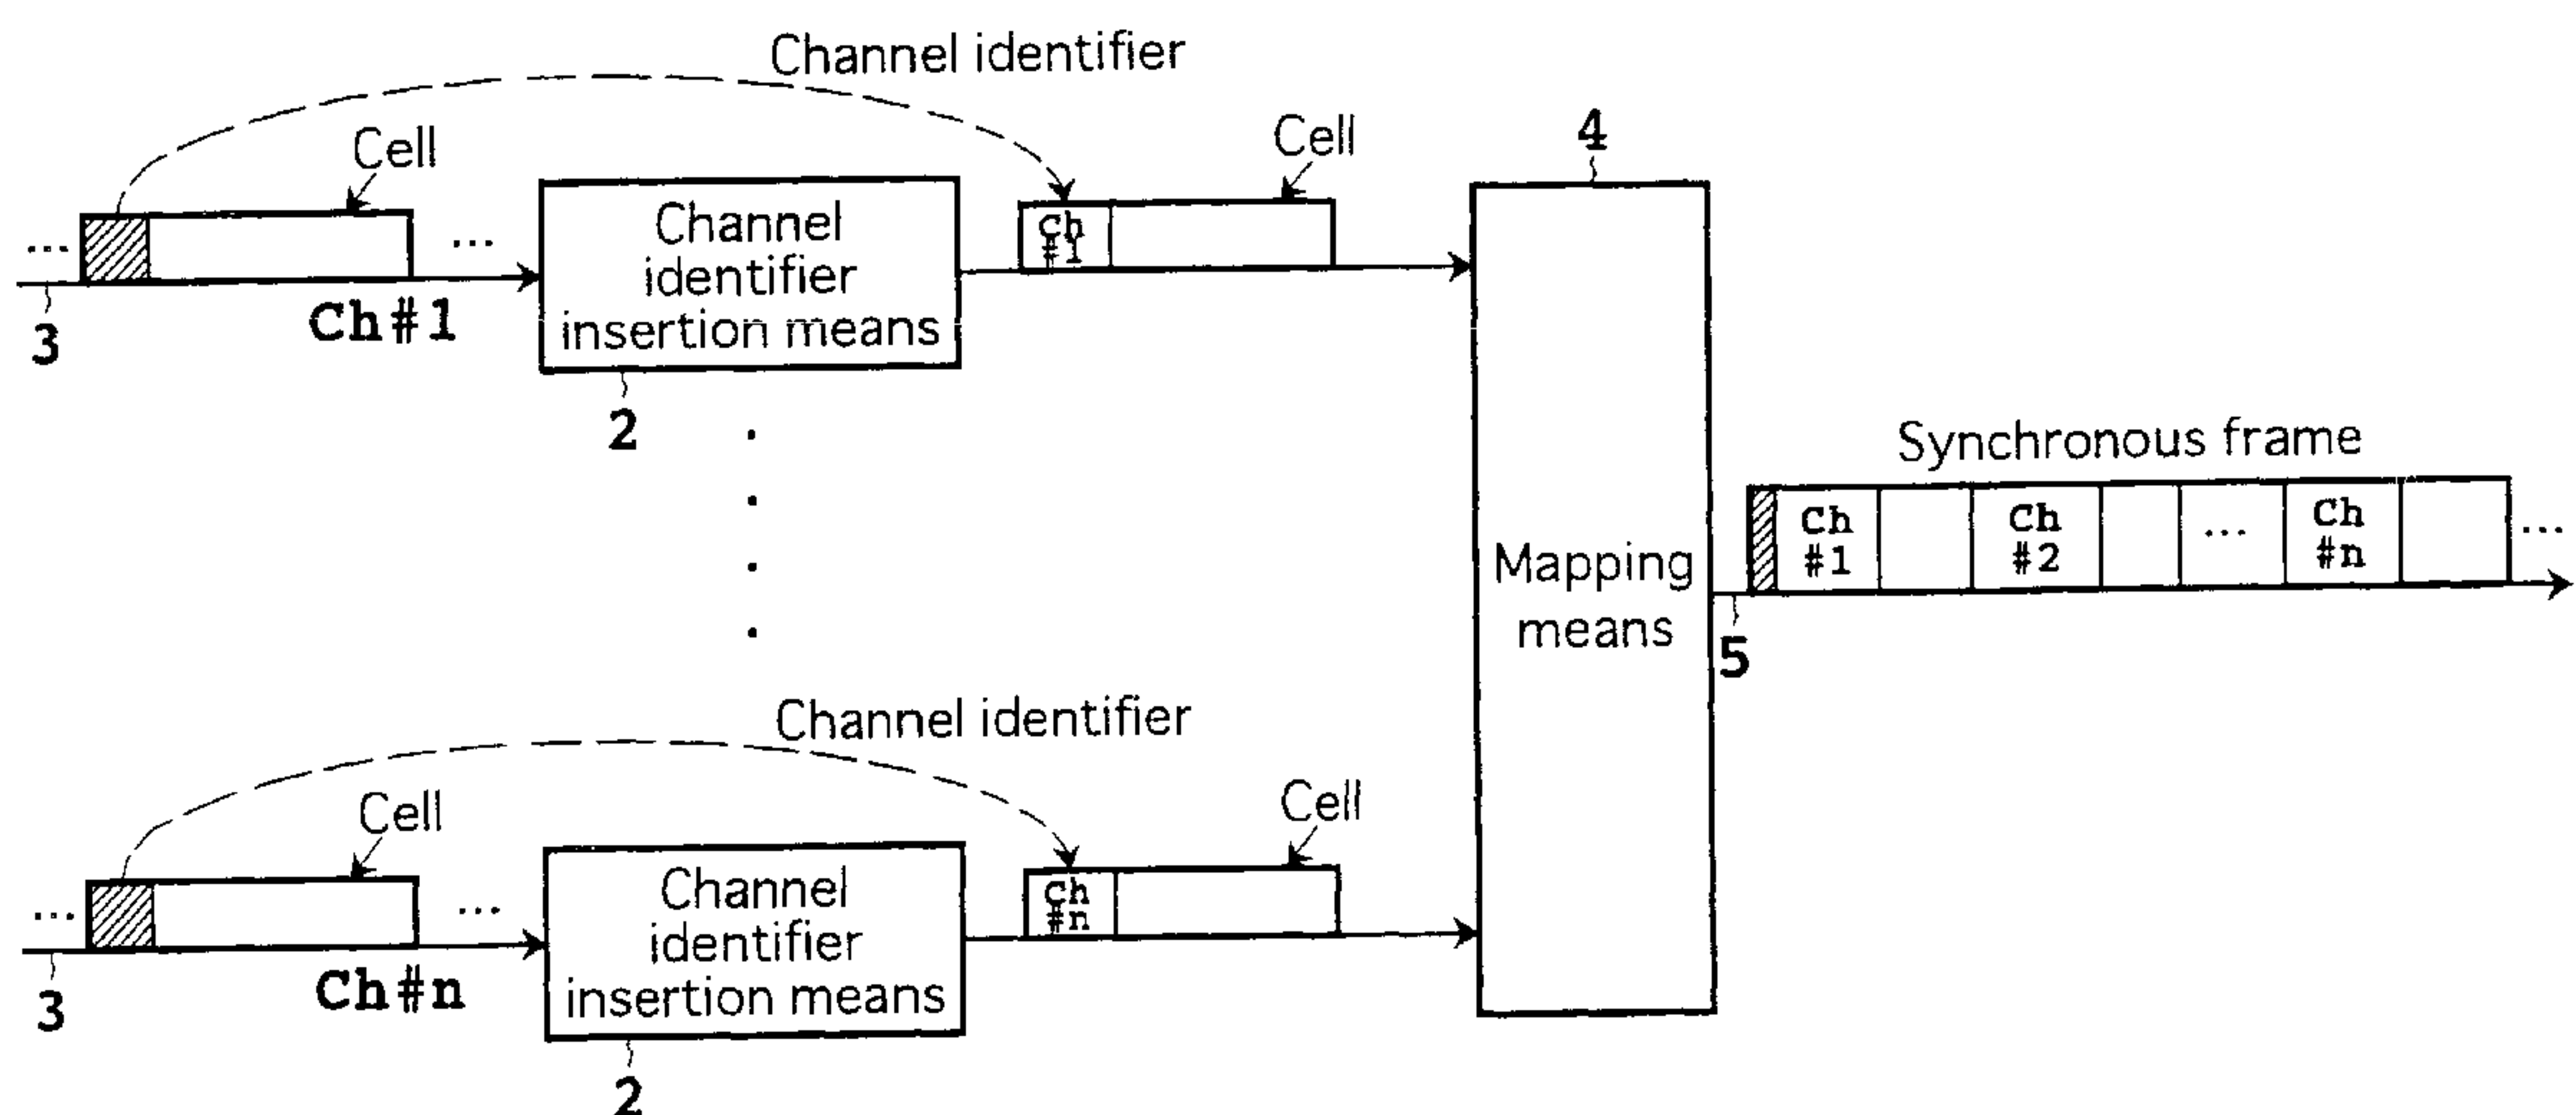 Channel identifier
Cell
Cell
4
...
...
Channel
identifier
insertion means
Ch
#1
3
Ch#1
2
Synchronous frame
Ch
#1
Ch
#2
...
Ch
#n
...
Mapping
means
5
Channel identifier
Cell
Cell
...
...
Channel
identifier
insertion means
Ch
#n
3
Ch#n
2